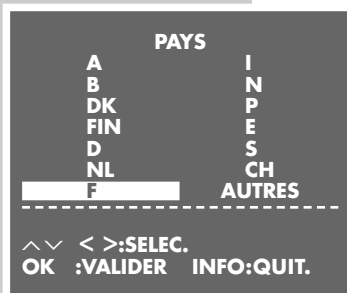 PAYS
A I
B N
DK P
FIN E
D S
NL CH
F AUTRES
--------------------------------
︿﹀ < >:SELEC.
OK :VALIDER INFO:QUIT.